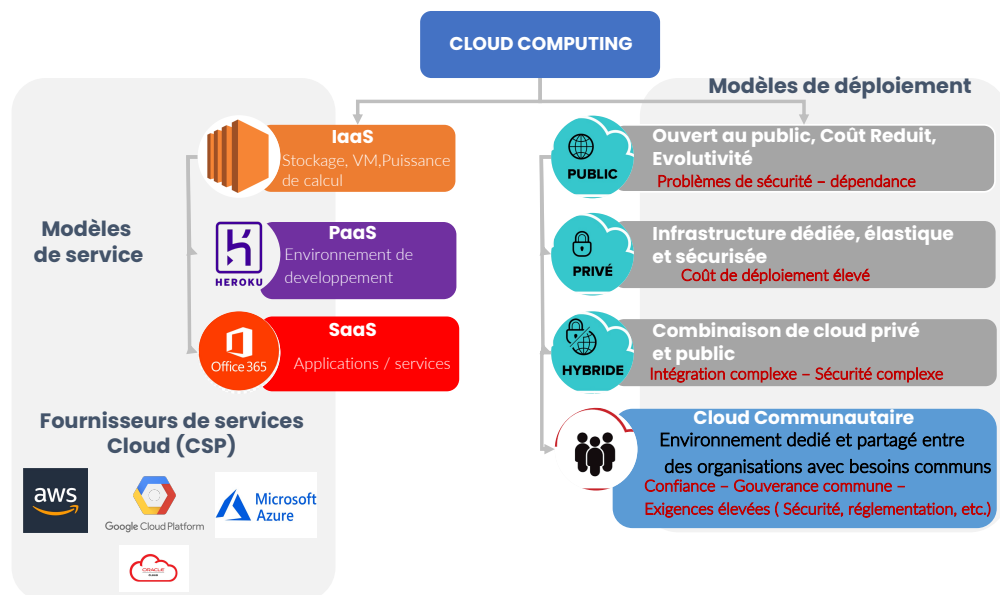 CLOUD COMPUTING
Modèles
de service
IaaS
Stockage, VM,Puissance
de calcul
HEROKU
PaaS
Environnement de
developpement
Office 365
SaaS
Applications / services
Fournisseurs de services
Cloud (CSP)
aws
Google Cloud Platform
Microsoft
Azure
ORACLE
CLOUD
Modèles de déploiement
PUBLIC
Ouvert au public, Coût Reduit,
Evolutivité
Problèmes de sécurité – dépendance
PRIVÉ
Infrastructure dédiée, élastique
et sécurisée
Coût de déploiement élevé
HYBRIDE
Combinaison de cloud privé
et public
Intégration complexe – Sécurité complexe
Cloud Communautaire
Environnement dedié et partagé entre
des organisations avec besoins communs
Confiance – Gouverance commune –
Exigences élevées ( Sécurité, réglementation, etc.)